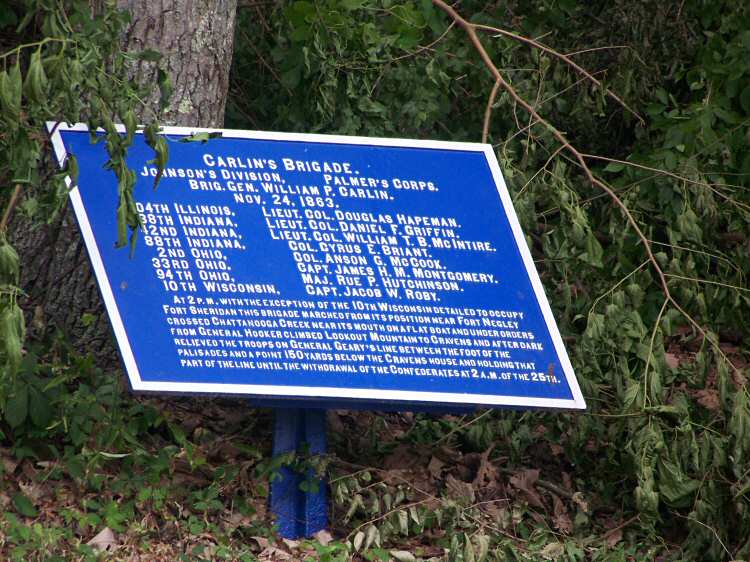 Carlin's Brigade.
Johnson's Division, Palmer's Corps.
Brig. Gen. William P. Carlin.
Nov. 24, 1863.
04th Illinois, Lieut. Col. Douglas Hapeman.
38th Indiana, Lieut. Col. Daniel F. Griffin.
42nd Indiana, Lieut. Col. William T. B. McIntire.
88th Indiana, Col. Cyrus E. Briant.
2nd Ohio, Col. Anson G. McCook.
33rd Ohio, Capt. James H. M. Montgomery.
94th Ohio, Maj. Rue P. Hutchinson.
10th Wisconsin, Capt. Jacob W. Roby.
At 2 P.M. with the exception of the 10th Wisconsin detailed to occupy
Fort Sheridan this brigade marched from its position near Fort Negley
crossed Chattanooga Creek near its mouth on a flat boat and under orders
from General Hooker climbed Lookout Mountain to Cravens and after dark
relieved the troops on General Geary's line between the foot of the
palisades and a point 150 yards below the Cravens house and holding that
part of the line until the withdrawal of the Confederates at 2 A.M. of the 25th.